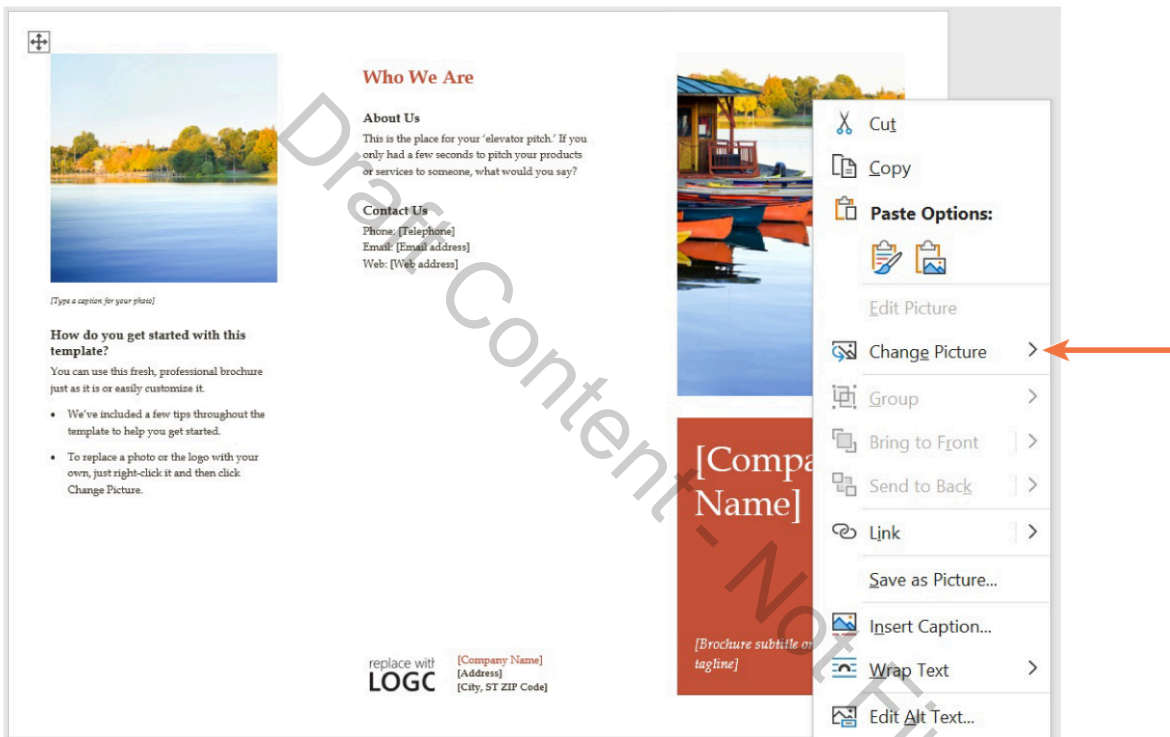 [Type a caption for your photo]
How do you get started with this
template?
You can use this fresh, professional brochure
just as it is or easily customize it.
• We've included a few tips throughout the
template to help you get started.
• To replace a photo or the logo with your
own, just right-click it and then click
Change Picture.
Who We Are
About Us
This is the place for your 'elevator pitch.' If you
only had a few seconds to pitch your products
or services to someone, what would you say?
Contact Us
Phone: [Telephone]
Email: [Email address]
Web: [Web address]
replace with
LOGO
[Company Name]
[Address]
[City, ST ZIP Code]
[Compa
Name]
[Brochure subtitle or
tagline]
Cut
Copy
Paste Options:
Edit Picture
Change Picture
Group
Bring to Front
Send to Back
Link
Save as Picture...
Insert Caption...
Wrap Text
Edit Alt Text...
Draft Content - Not Fi